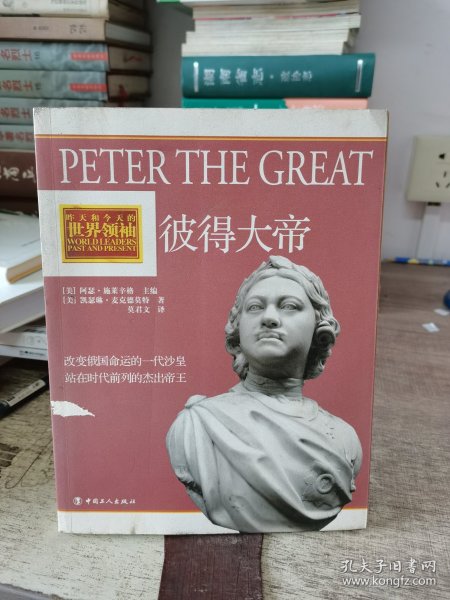 湖南省志
PETER THE GREAT
昨天和今天的
世界领袖
WORLD LEADERS
PAST AND PRESENT
彼得大帝
[美] 阿瑟·施莱辛格 主编
[美] 凯瑟琳·麦克德莫特 著
莫君文 译
改变俄国命运的一代沙皇
站在时代前列的杰出帝王
中国工人出版社
孔夫子旧书网
www.kongfz.com